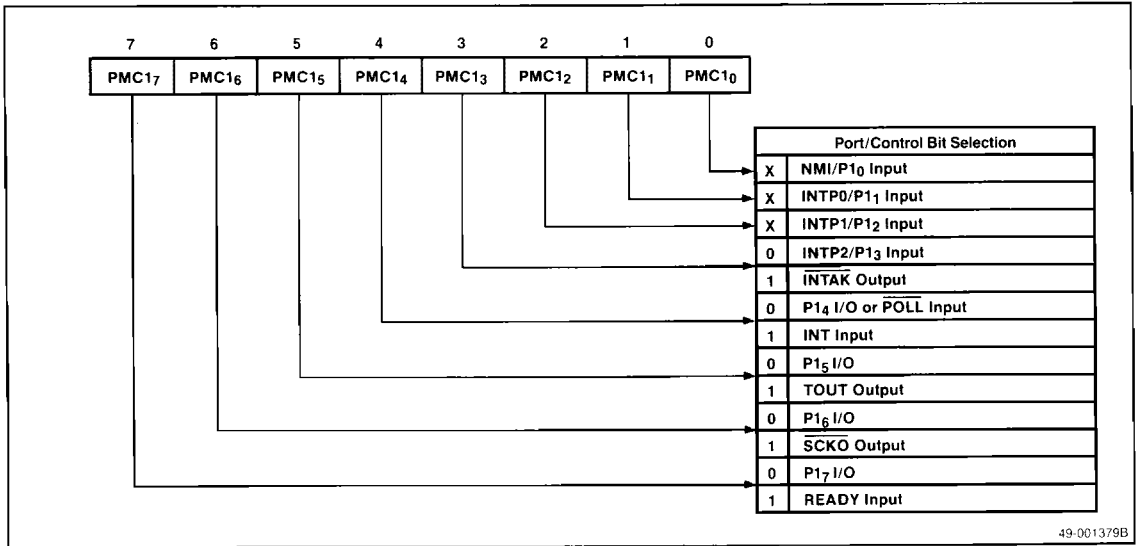 7 6 5 4 3 2 1 0
PMC1₇ PMC1₆ PMC1₅ PMC1₄ PMC1₃ PMC1₂ PMC1₁ PMC1₀
Port/Control Bit Selection
X NMI/P1₀ Input
X INTP0/P1₁ Input
X INTP1/P1₂ Input
0 INTP2/P1₃ Input
1 I̅N̅T̅A̅K̅ Output
0 P1₄ I/O or P̅O̅L̅L̅ Input
1 INT Input
0 P1₅ I/O
1 TOUT Output
0 P1₆ I/O
1 S̅C̅K̅O̅ Output
0 P1₇ I/O
1 READY Input
49-001379B